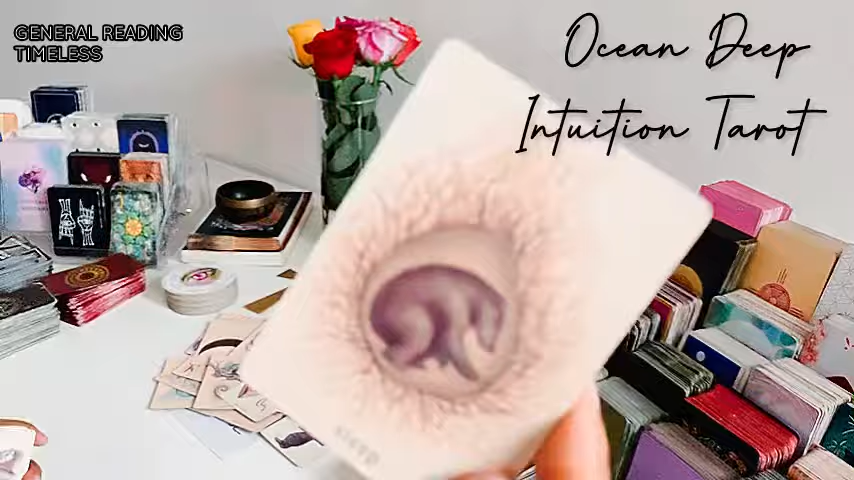 GENERAL READING
TIMELESS
Ocean Deep
Intuition Tarot